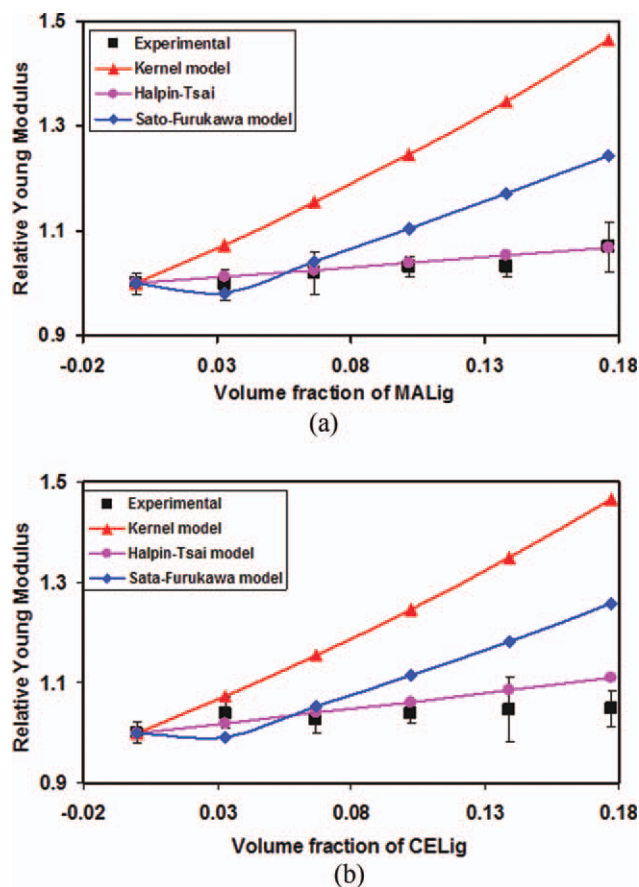 1.5
Experimental
Kernel model
Halpin-Tsai
Sato-Furukawa model
1.3
1.1
0.9
Relative Young Modulus
-0.02 0.03 0.08 0.13 0.18
Volume fraction of MALig
(a)
1.5
Experimental
Kernel model
Halpin-Tsai model
Sata-Furukawa model
1.3
1.1
0.9
Relative Young Modulus
-0.02 0.03 0.08 0.13 0.18
Volume fraction of CELig
(b)